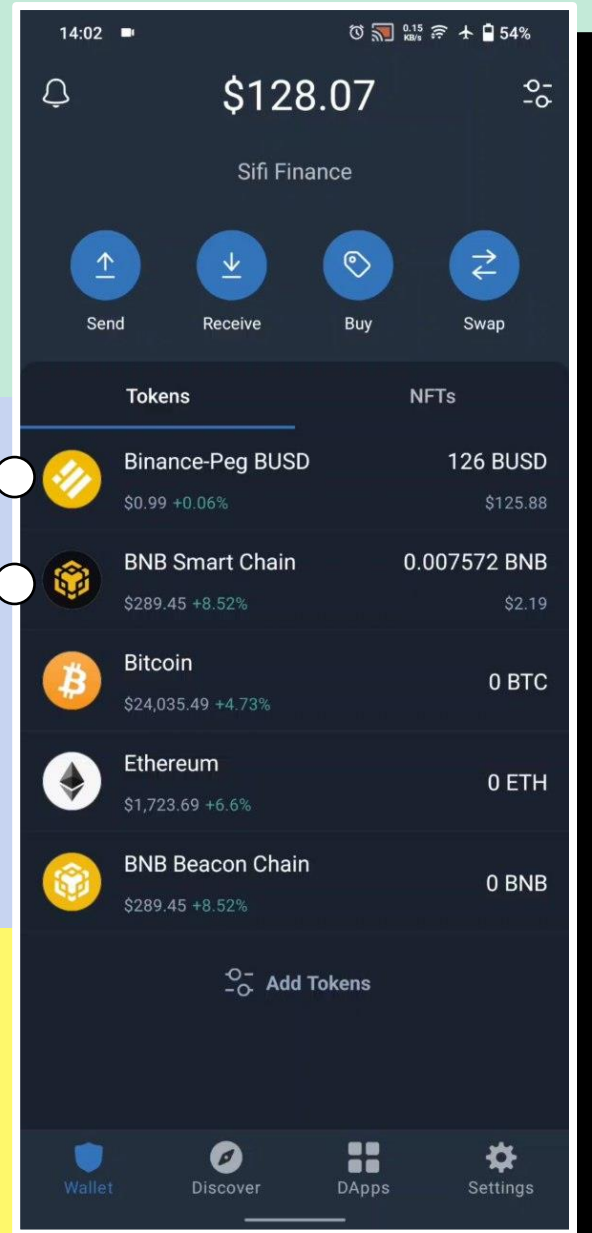 14:02 0.15 KB/s 54%
$128.07
Sifi Finance
Send Receive Buy Swap
Tokens NFTs
Binance-Peg BUSD 126 BUSD
$0.99 +0.06% $125.88
BNB Smart Chain 0.007572 BNB
$289.45 +8.52% $2.19
Bitcoin 0 BTC
$24,035.49 +4.73%
Ethereum 0 ETH
$1,723.69 +6.6%
BNB Beacon Chain 0 BNB
$289.45 +8.52%
Add Tokens
Wallet Discover DApps Settings